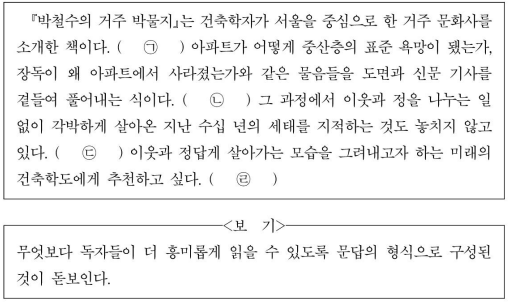 『박철수의 거주 박물지』는 건축학자가 서울을 중심으로 한 거주 문화사를
소개한 책이다. ( ㉠ ) 아파트가 어떻게 중산층의 표준 욕망이 됐는가,
장독이 왜 아파트에서 사라졌는가와 같은 물음들을 도면과 신문 기사를
곁들여 풀어내는 식이다. ( ㉡ ) 그 과정에서 이웃과 정을 나누는 일
없이 각박하게 살아온 지난 수십 년의 세태를 지적하는 것도 놓치지 않고
있다. ( ㉢ ) 이웃과 정답게 살아가는 모습을 그려내고자 하는 미래의
건축학도에게 추천하고 싶다. ( ㉣ )
<보 기>
무엇보다 독자들이 더 흥미롭게 읽을 수 있도록 문답의 형식으로 구성된
것이 돋보인다.